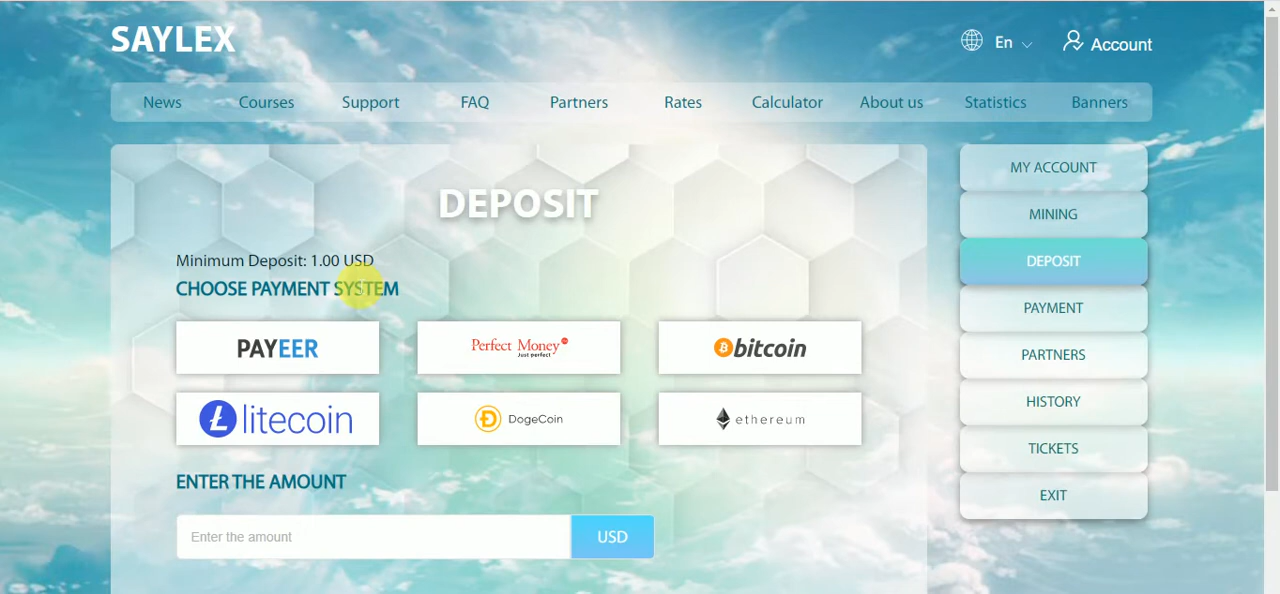 SAYLEX
En
Account
News Courses Support FAQ Partners Rates Calculator About us Statistics Banners
DEPOSIT
Minimum Deposit: 1.00 USD
CHOOSE PAYMENT SYSTEM
PAYEER
Perfect Money
Just perfect
bitcoin
litecoin
DogeCoin
ethereum
ENTER THE AMOUNT
Enter the amount USD
MY ACCOUNT
MINING
DEPOSIT
PAYMENT
PARTNERS
HISTORY
TICKETS
EXIT